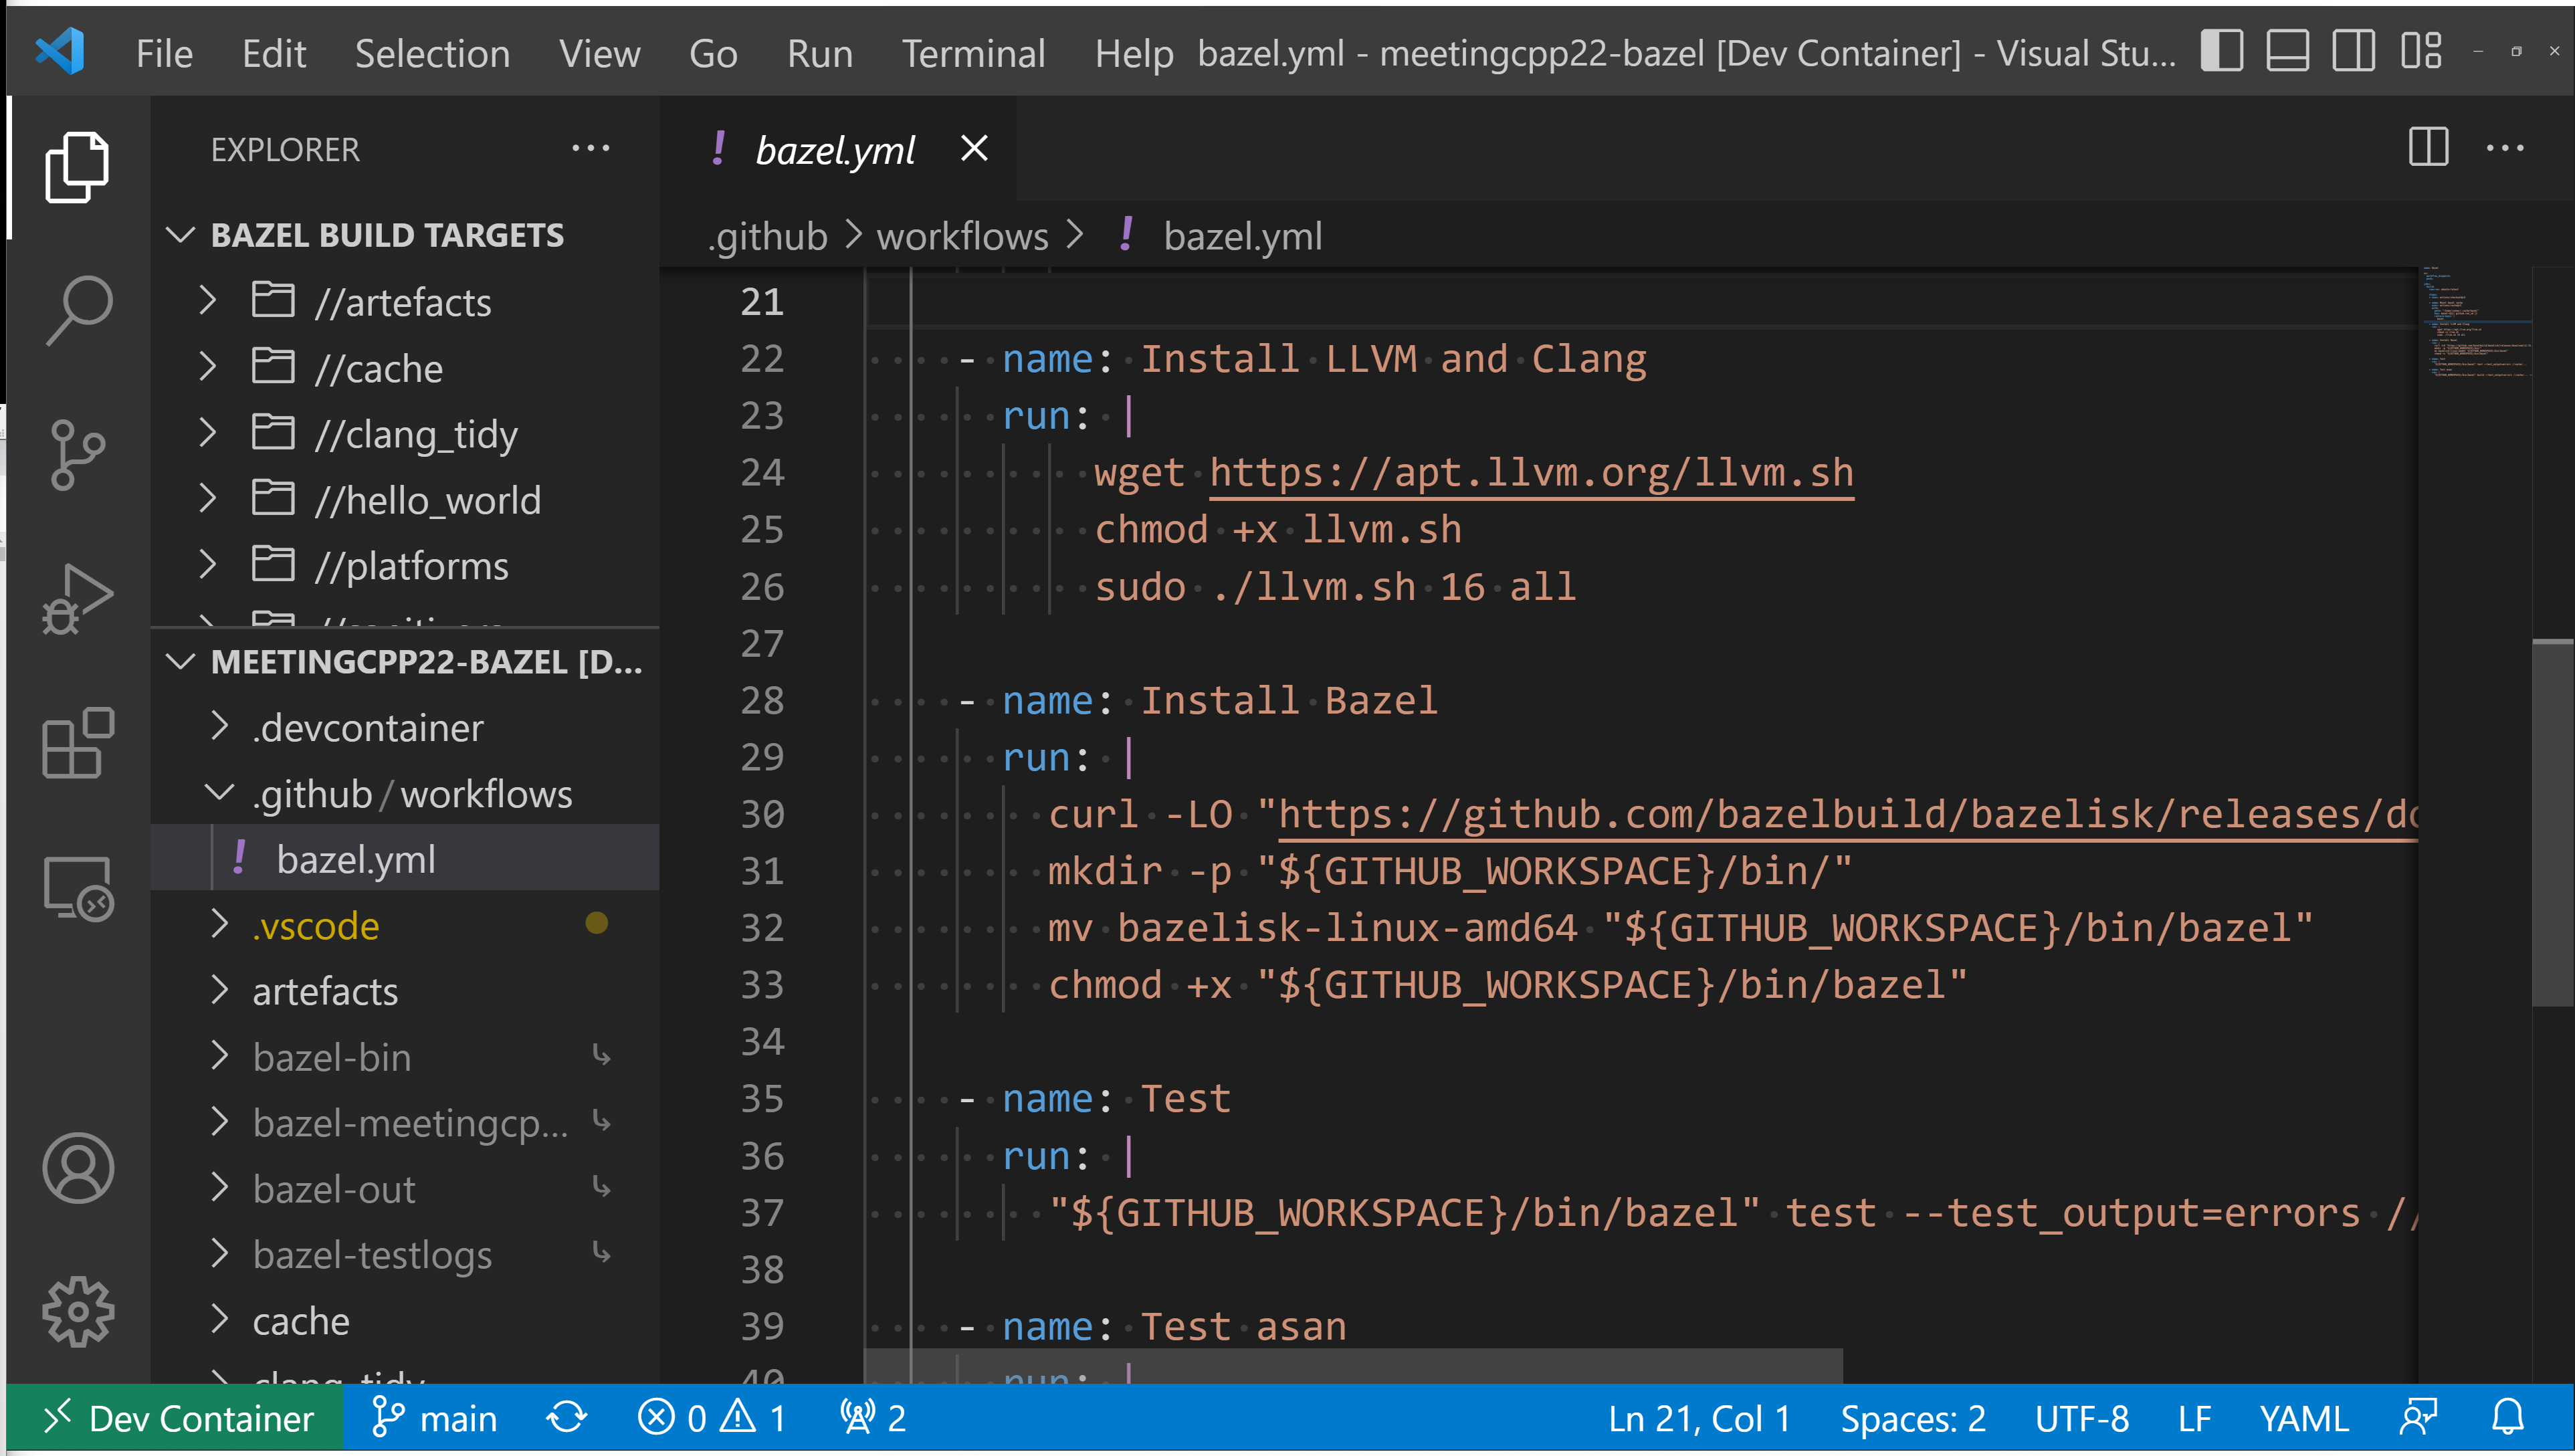 File Edit Selection View Go Run Terminal Help bazel.yml - meetingcpp22-bazel [Dev Container] - Visual Stu...
EXPLORER
BAZEL BUILD TARGETS
//artefacts
//cache
//clang_tidy
//hello_world
//platforms
MEETINGCPP22-BAZEL [D...
.devcontainer
.github/workflows
! bazel.yml
.vscode
artefacts
bazel-bin
bazel-meetingcp...
bazel-out
bazel-testlogs
cache
clang_tidy
! bazel.yml
.github > workflows > ! bazel.yml
21
22 - name: Install LLVM and Clang
23 run: |
24 wget https://apt.llvm.org/llvm.sh
25 chmod +x llvm.sh
26 sudo ./llvm.sh 16 all
27
28 - name: Install Bazel
29 run: |
30 curl -LO "https://github.com/bazelbuild/bazelisk/releases/do
31 mkdir -p "${GITHUB_WORKSPACE}/bin/"
32 mv bazelisk-linux-amd64 "${GITHUB_WORKSPACE}/bin/bazel"
33 chmod +x "${GITHUB_WORKSPACE}/bin/bazel"
34
35 - name: Test
36 run: |
37 "${GITHUB_WORKSPACE}/bin/bazel" test --test_output=errors //
38
39 - name: Test asan
40 run: |
Dev Container main 0 1 2 Ln 21, Col 1 Spaces: 2 UTF-8 LF YAML